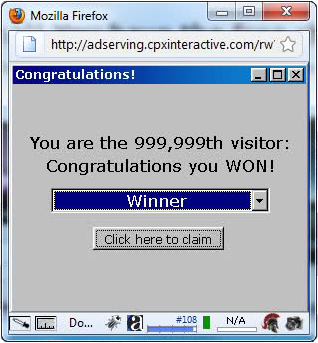 Mozilla Firefox
http://adserving.cpxinteractive.com/rw'
Congratulations!
You are the 999,999th visitor:
Congratulations you WON!
Winner
Click here to claim
Do...
#108
N/A